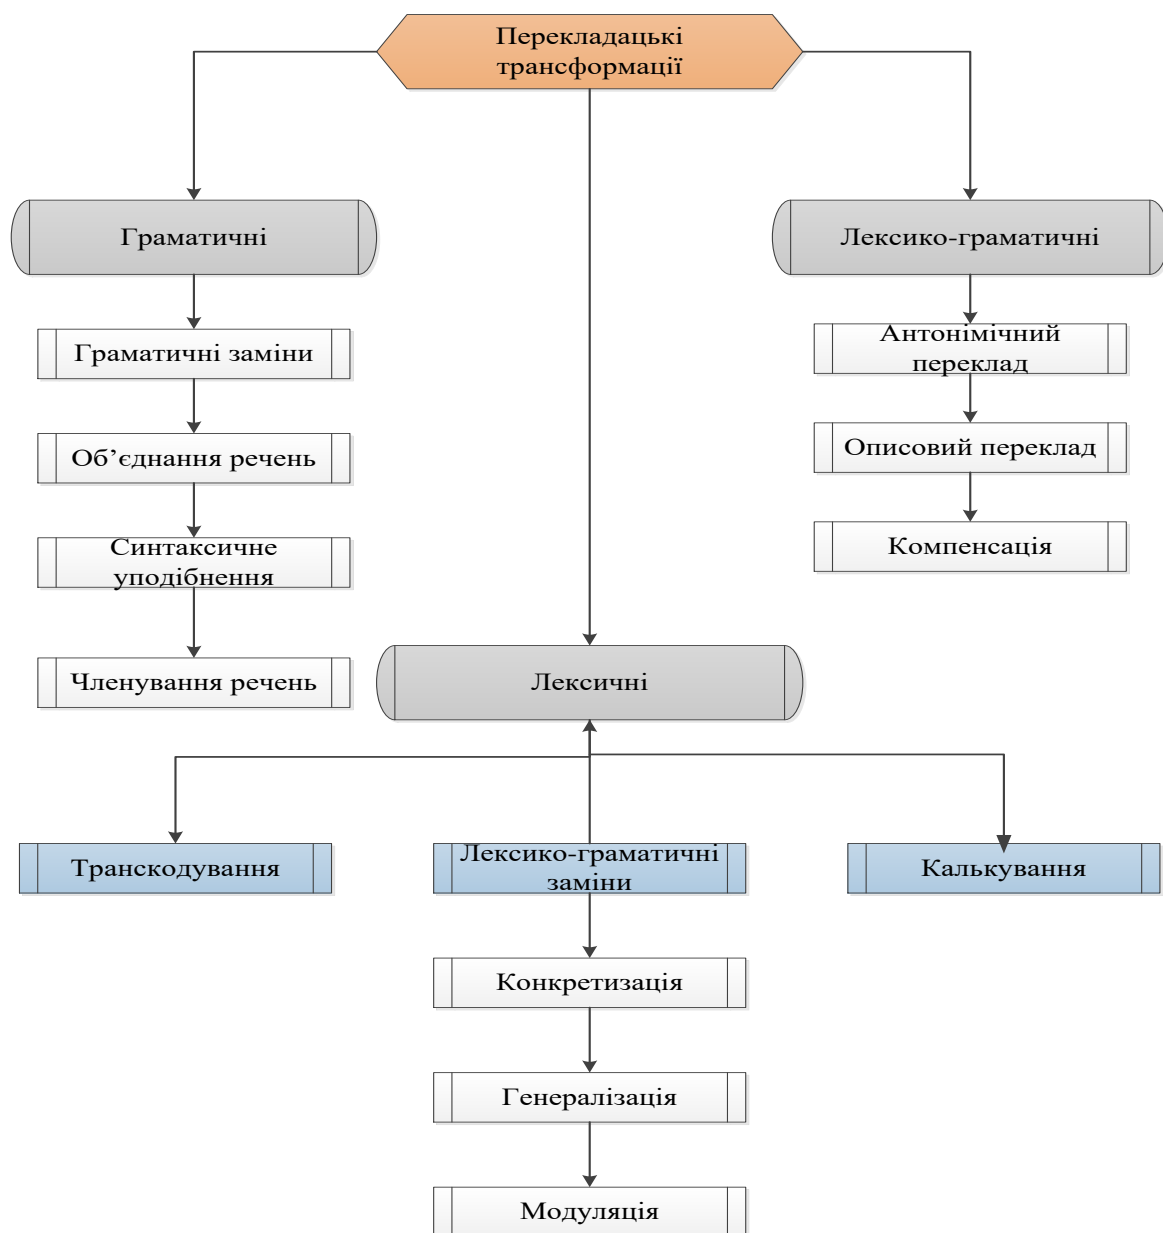 Перекладацькі
трансформації
Граматичні
Лексико-граматичні
Граматичні заміни
Антонімічний
переклад
Об’єднання речень
Описовий переклад
Синтаксичне
уподібнення
Компенсація
Членування речень
Лексичні
Транскодування
Лексико-граматичні
заміни
Калькування
Конкретизація
Генералізація
Модуляція